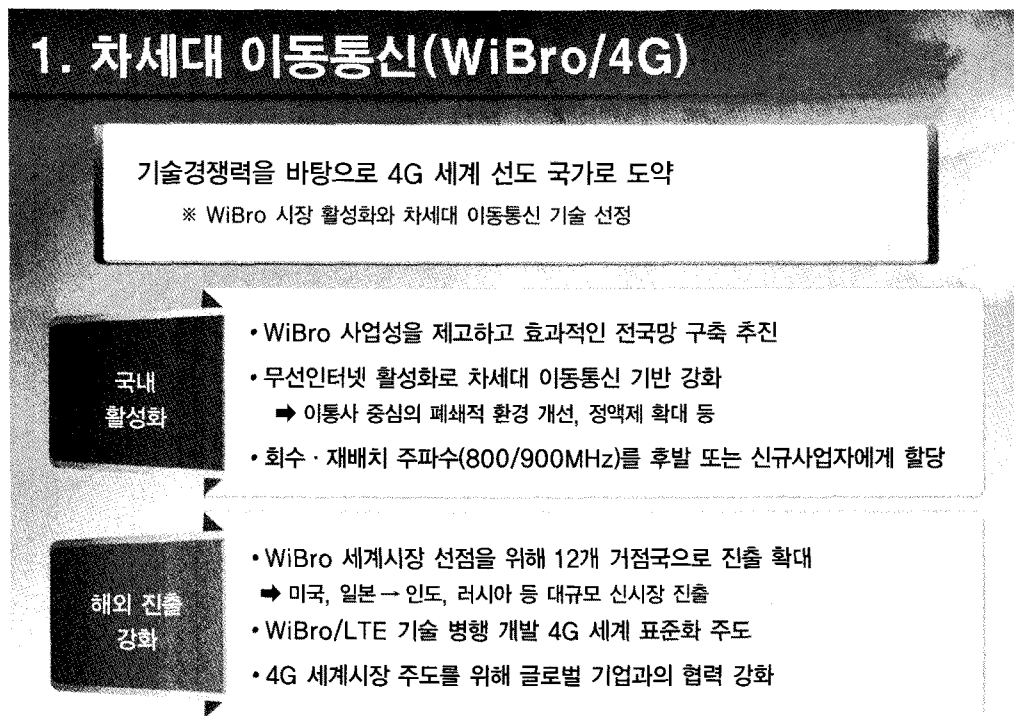 1. 차세대 이동통신(WiBro/4G)
기술경쟁력을 바탕으로 4G 세계 선도 국가로 도약
※ WiBro 시장 활성화와 차세대 이동통신 기술 선정
국내
활성화
• WiBro 사업성을 제고하고 효과적인 전국망 구축 추진
• 무선인터넷 활성화로 차세대 이동통신 기반 강화
➡ 이통사 중심의 폐쇄적 환경 개선, 정액제 확대 등
• 회수 · 재배치 주파수(800/900MHz)를 후발 또는 신규사업자에게 할당
해외 진출
강화
• WiBro 세계시장 선점을 위해 12개 거점국으로 진출 확대
➡ 미국, 일본 → 인도, 러시아 등 대규모 신시장 진출
• WiBro/LTE 기술 병행 개발 4G 세계 표준화 주도
• 4G 세계시장 주도를 위해 글로벌 기업과의 협력 강화